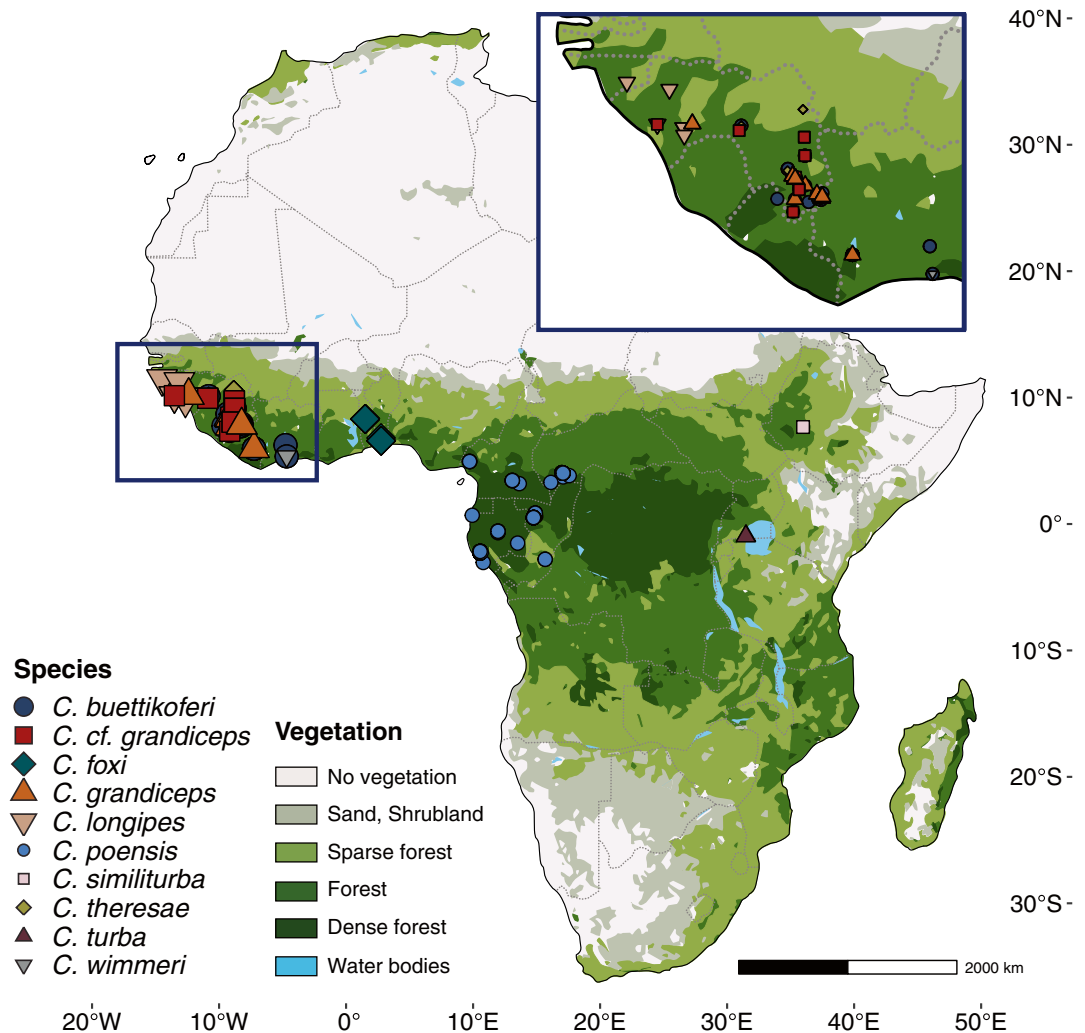 40°N
30°N
20°N
10°N
0°
10°S
20°S
30°S
Species
C. buettikoferi
C. cf. grandiceps
C. foxi
C. grandiceps
C. longipes
C. poensis
C. similiturba
C. theresae
C. turba
C. wimmeri
Vegetation
No vegetation
Sand, Shrubland
Sparse forest
Forest
Dense forest
Water bodies
2000 km
20°W 10°W 0° 10°E 20°E 30°E 40°E 50°E